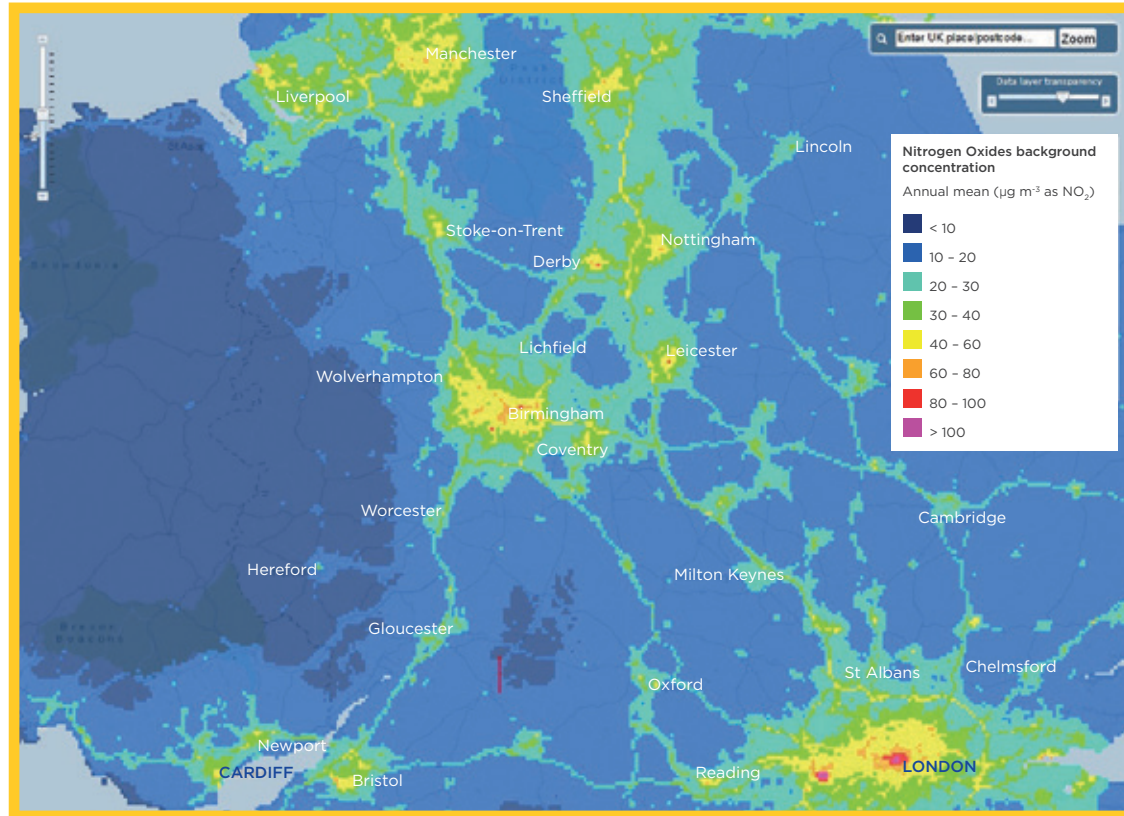 Manchester
Enter UK place/postcode...
Zoom
Liverpool
Sheffield
Data layer transparency
Lincoln
Nitrogen Oxides background
concentration
Annual mean (µg m⁻³ as NO₂)
< 10
10 – 20
20 – 30
30 – 40
40 – 60
60 – 80
80 – 100
> 100
Stoke-on-Trent
Nottingham
Derby
Lichfield
Leicester
Wolverhampton
Birmingham
Coventry
Worcester
Cambridge
Hereford
Milton Keynes
Gloucester
St Albans
Chelmsford
Oxford
Newport
CARDIFF
Bristol
Reading
LONDON